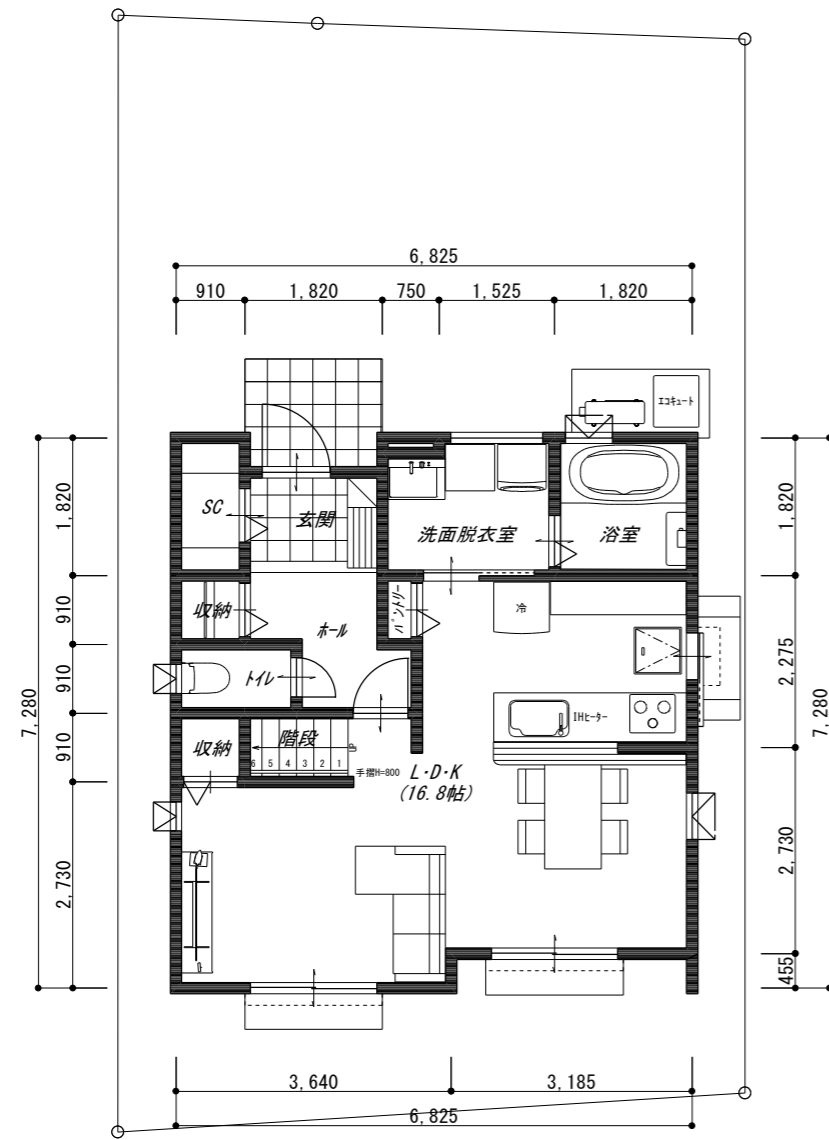 6,825
910
1,820
750
1,525
1,820
エコキュート
1,820
910
910
910
2,730
7,280
SC
玄関
洗面脱衣室
浴室
収納
ホール
パントリー
冷
トイレ
IHヒーター
収納
階段
UP
6 5 4 3 2 1
手摺H=800
L・D・K
(16.8帖)
1,820
2,275
2,730
455
7,280
3,640
3,185
6,825